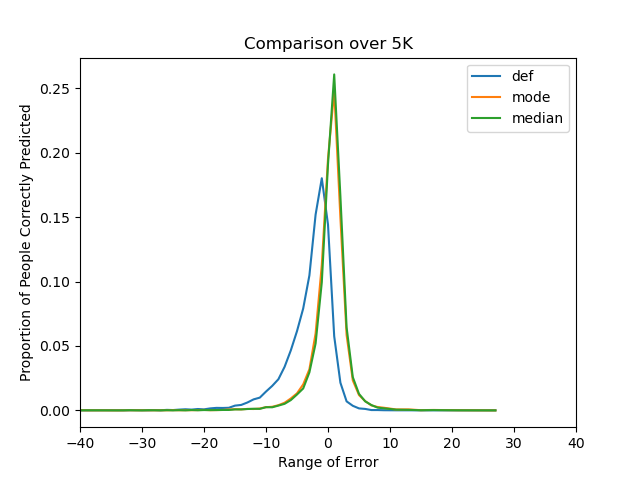 Comparison over 5K
def
mode
median
0.25
0.20
0.15
0.10
0.05
0.00
Proportion of People Correctly Predicted
−40 −30 −20 −10 0 10 20 30 40
Range of Error